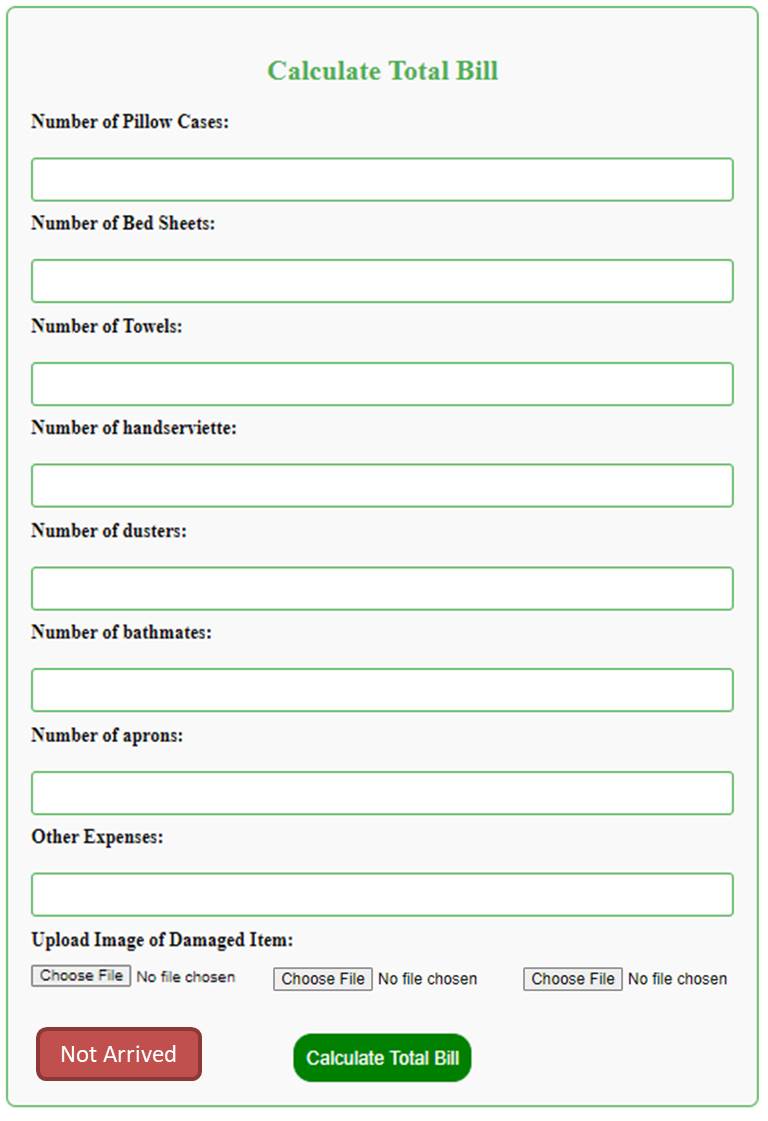 Calculate Total Bill
Number of Pillow Cases:
Number of Bed Sheets:
Number of Towels:
Number of handserviette:
Number of dusters:
Number of bathmates:
Number of aprons:
Other Expenses:
Upload Image of Damaged Item:
Choose File No file chosen Choose File No file chosen Choose File No file chosen
Not Arrived Calculate Total Bill